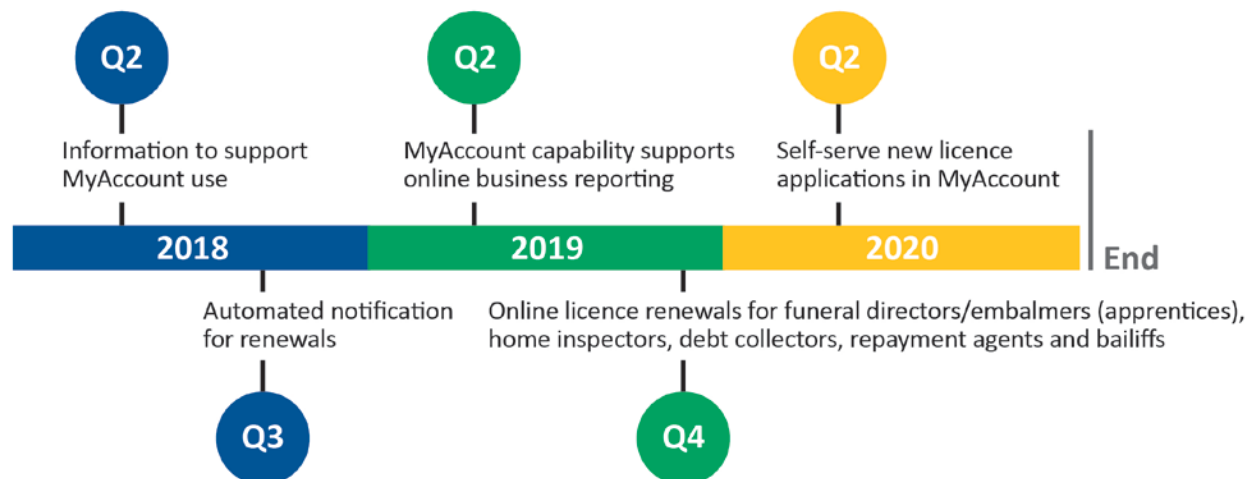 Q2
Q2
Q2
Information to support
MyAccount use
MyAccount capability supports
online business reporting
Self-serve new licence
applications in MyAccount
2018
2019
2020
End
Automated notification
for renewals
Online licence renewals for funeral directors/embalmers (apprentices),
home inspectors, debt collectors, repayment agents and bailiffs
Q3
Q4